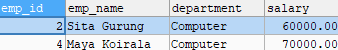 emp_id emp_name department salary
2 Sita Gurung Computer 60000.00
4 Maya Koirala Computer 70000.00